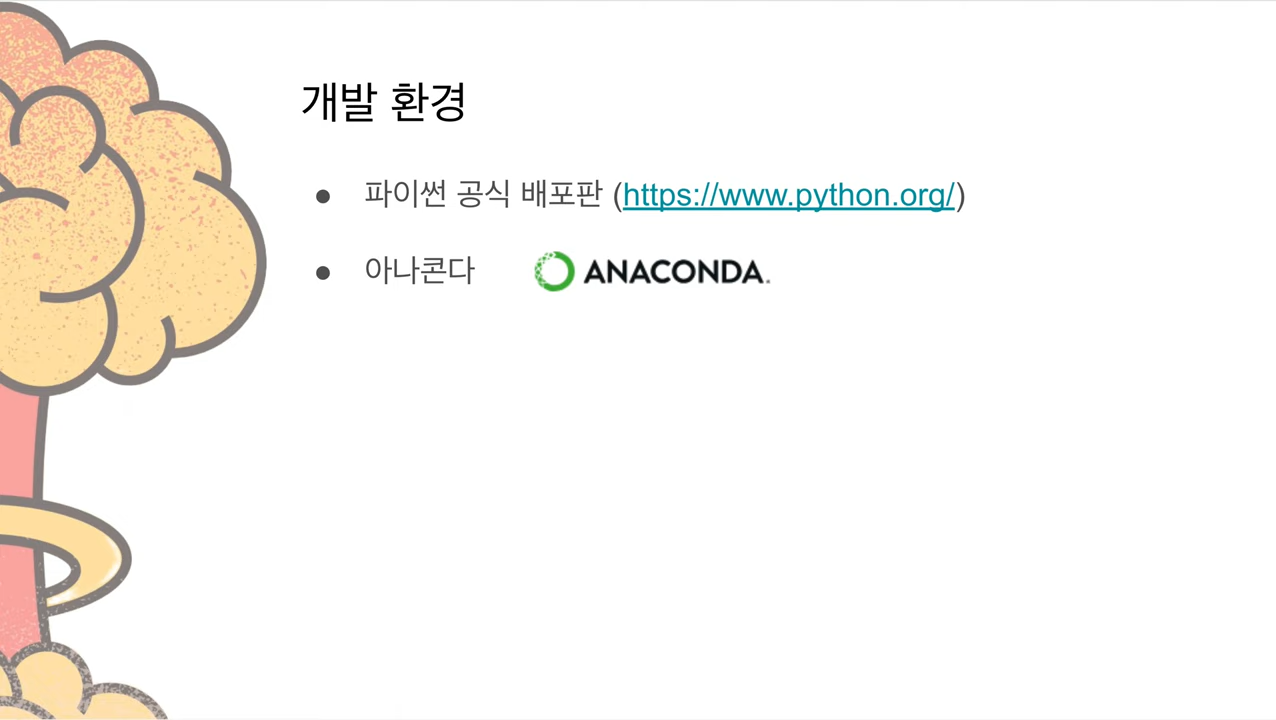 개발 환경
● 파이썬 공식 배포판 (https://www.python.org/)
● 아나콘다 ANACONDA.